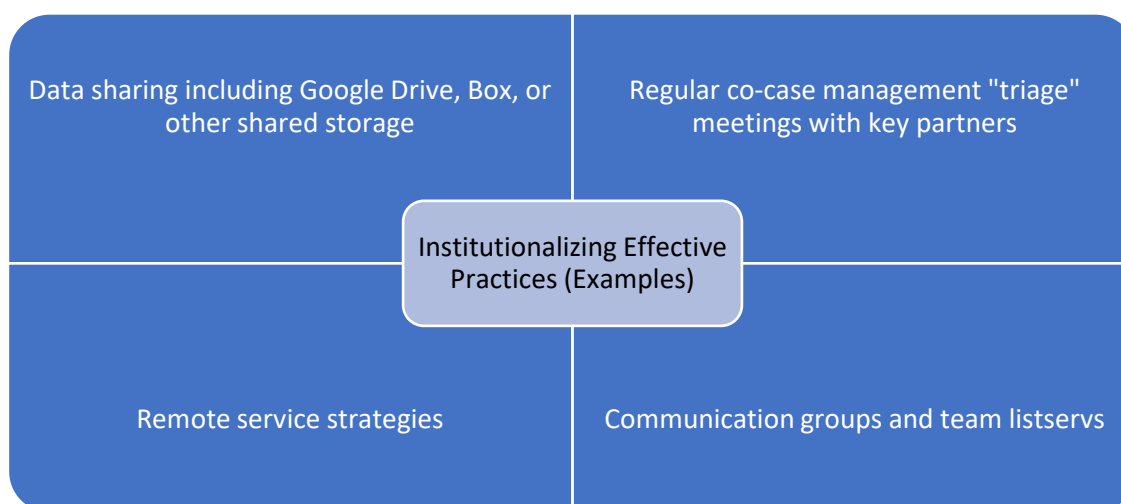 Data sharing including Google Drive, Box, or
other shared storage
Regular co-case management "triage"
meetings with key partners
Institutionalizing Effective
Practices (Examples)
Remote service strategies
Communication groups and team listservs